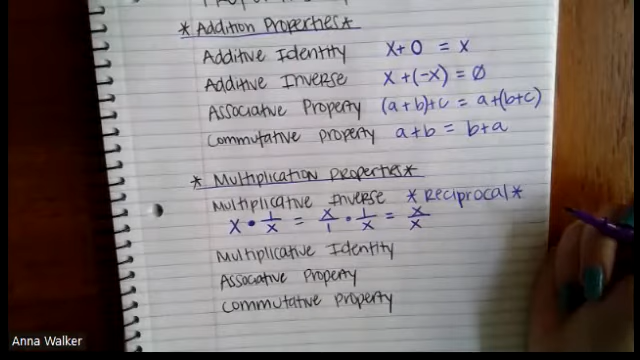 * Addition Properties *
Additive Identity x + 0 = x
Additive Inverse x + (-x) = 0
Associative Property (a+b)+c = a+(b+c)
Commutative Property a+b = b+a
* Multiplication Properties *
Multiplicative Inverse * Reciprocal *
x • 1/x = x/1 • 1/x = x/x
Multiplicative Identity
Associative Property
Commutative Property
Anna Walker